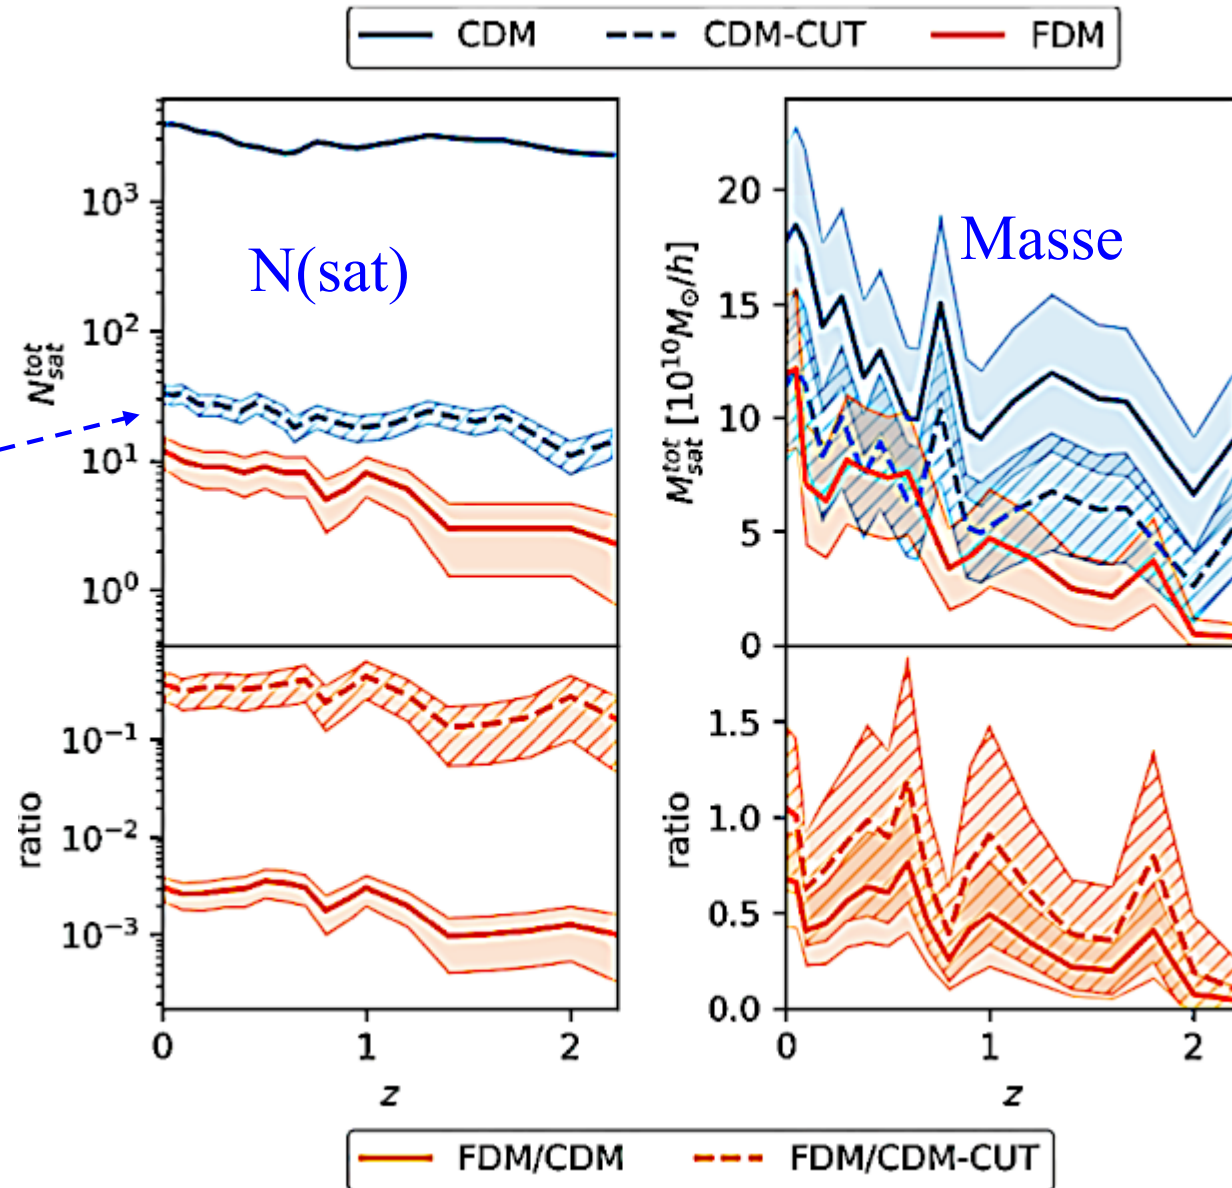 CDM CDM-CUT FDM
10³
10²
10¹
10⁰
N_sat^tot
N(sat)
20
15
10
5
0
M_sat^tot [10¹⁰M_⊙/h]
Masse
10⁻¹
10⁻²
10⁻³
ratio
0 1 2
z
1.5
1.0
0.5
0.0
ratio
0 1 2
z
FDM/CDM FDM/CDM-CUT